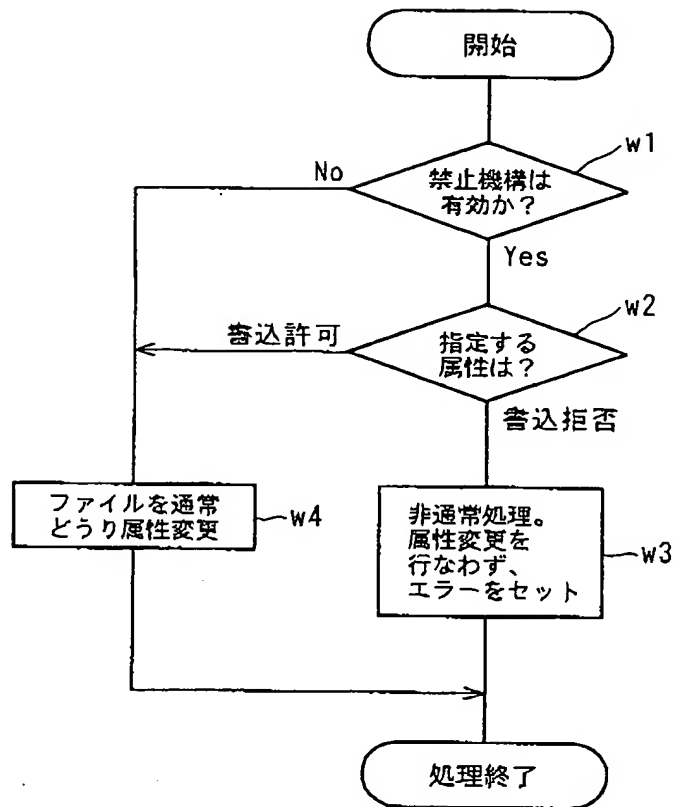 開始
w1
No
禁止機構は
有効か?
Yes
w2
書込許可
指定する
属性は?
書込拒否
ファイルを通常
どうり属性変更
w4
非通常処理。
属性変更を
行なわず、
エラーをセット
w3
処理終了